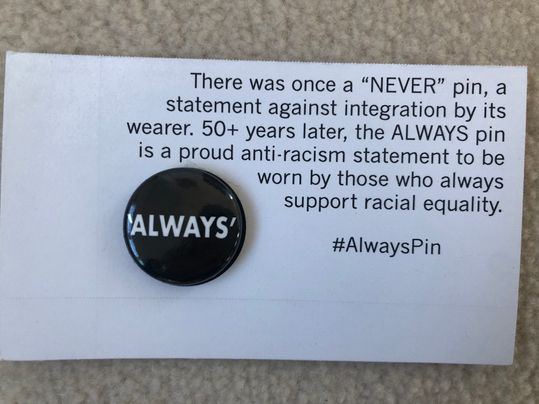 There was once a “NEVER” pin, a
statement against integration by its
wearer. 50+ years later, the ALWAYS pin
is a proud anti-racism statement to be
worn by those who always
support racial equality.
'ALWAYS'
#AlwaysPin